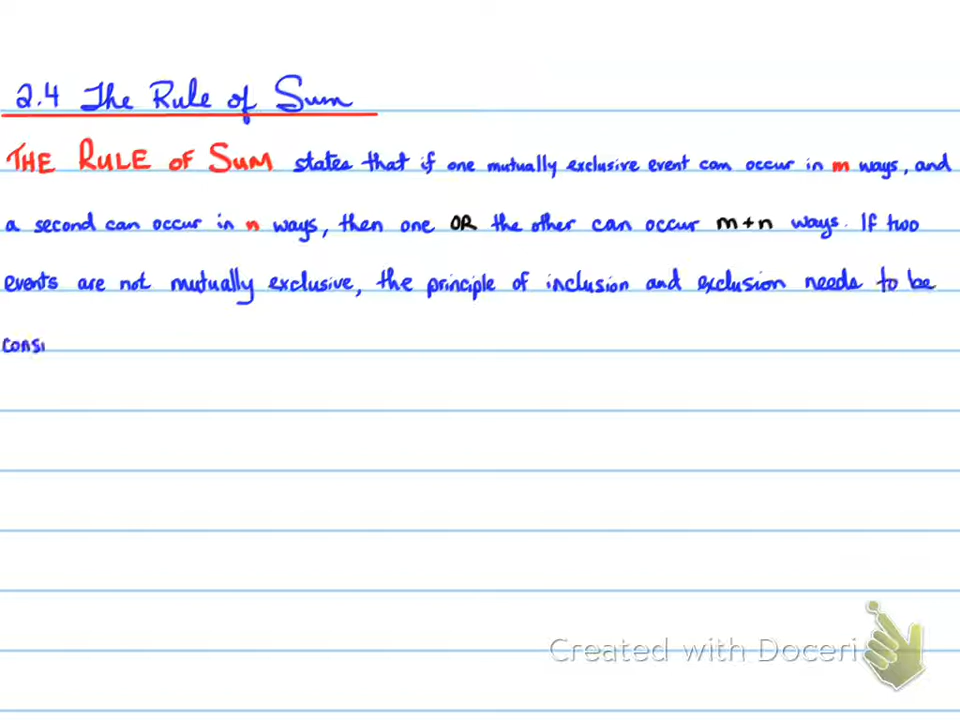 2.4 The Rule of Sum
THE RULE OF SUM states that if one mutually exclusive event can occur in m ways, and
a second can occur in n ways, then one OR the other can occur m+n ways. If two
events are not mutually exclusive, the principle of inclusion and exclusion needs to be
consi
Created with Doceri